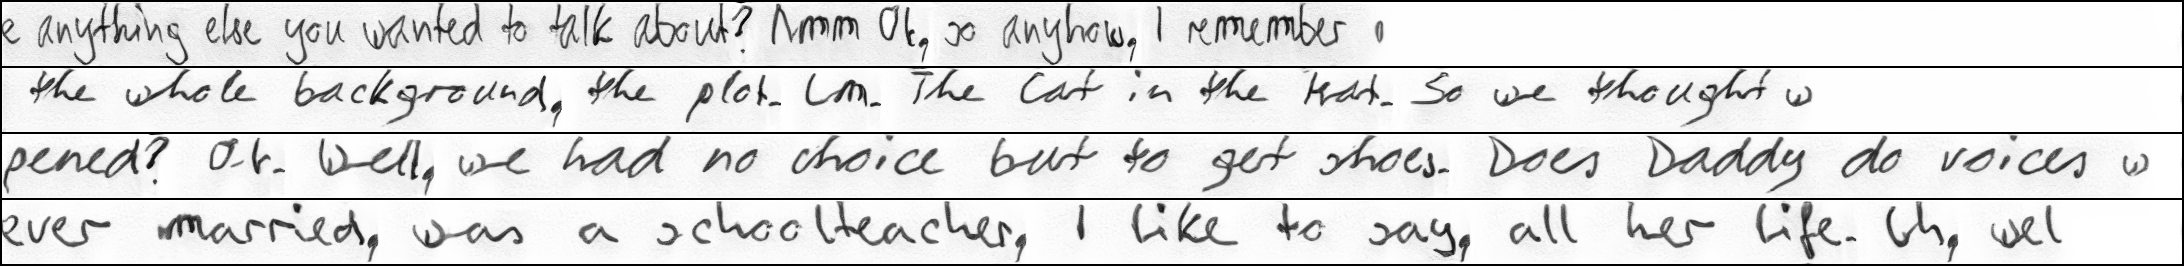 e anything else you wanted to talk about? Mmm Ok, so anyhow, I remember
the whole background, the plot. Um. The Cat in the Hat. So we thought w
pened? Ok. Well, we had no choice but to get shoes. Does Daddy do voices w
ever married, was a schoolteacher, I like to say, all her life. Uh, wel